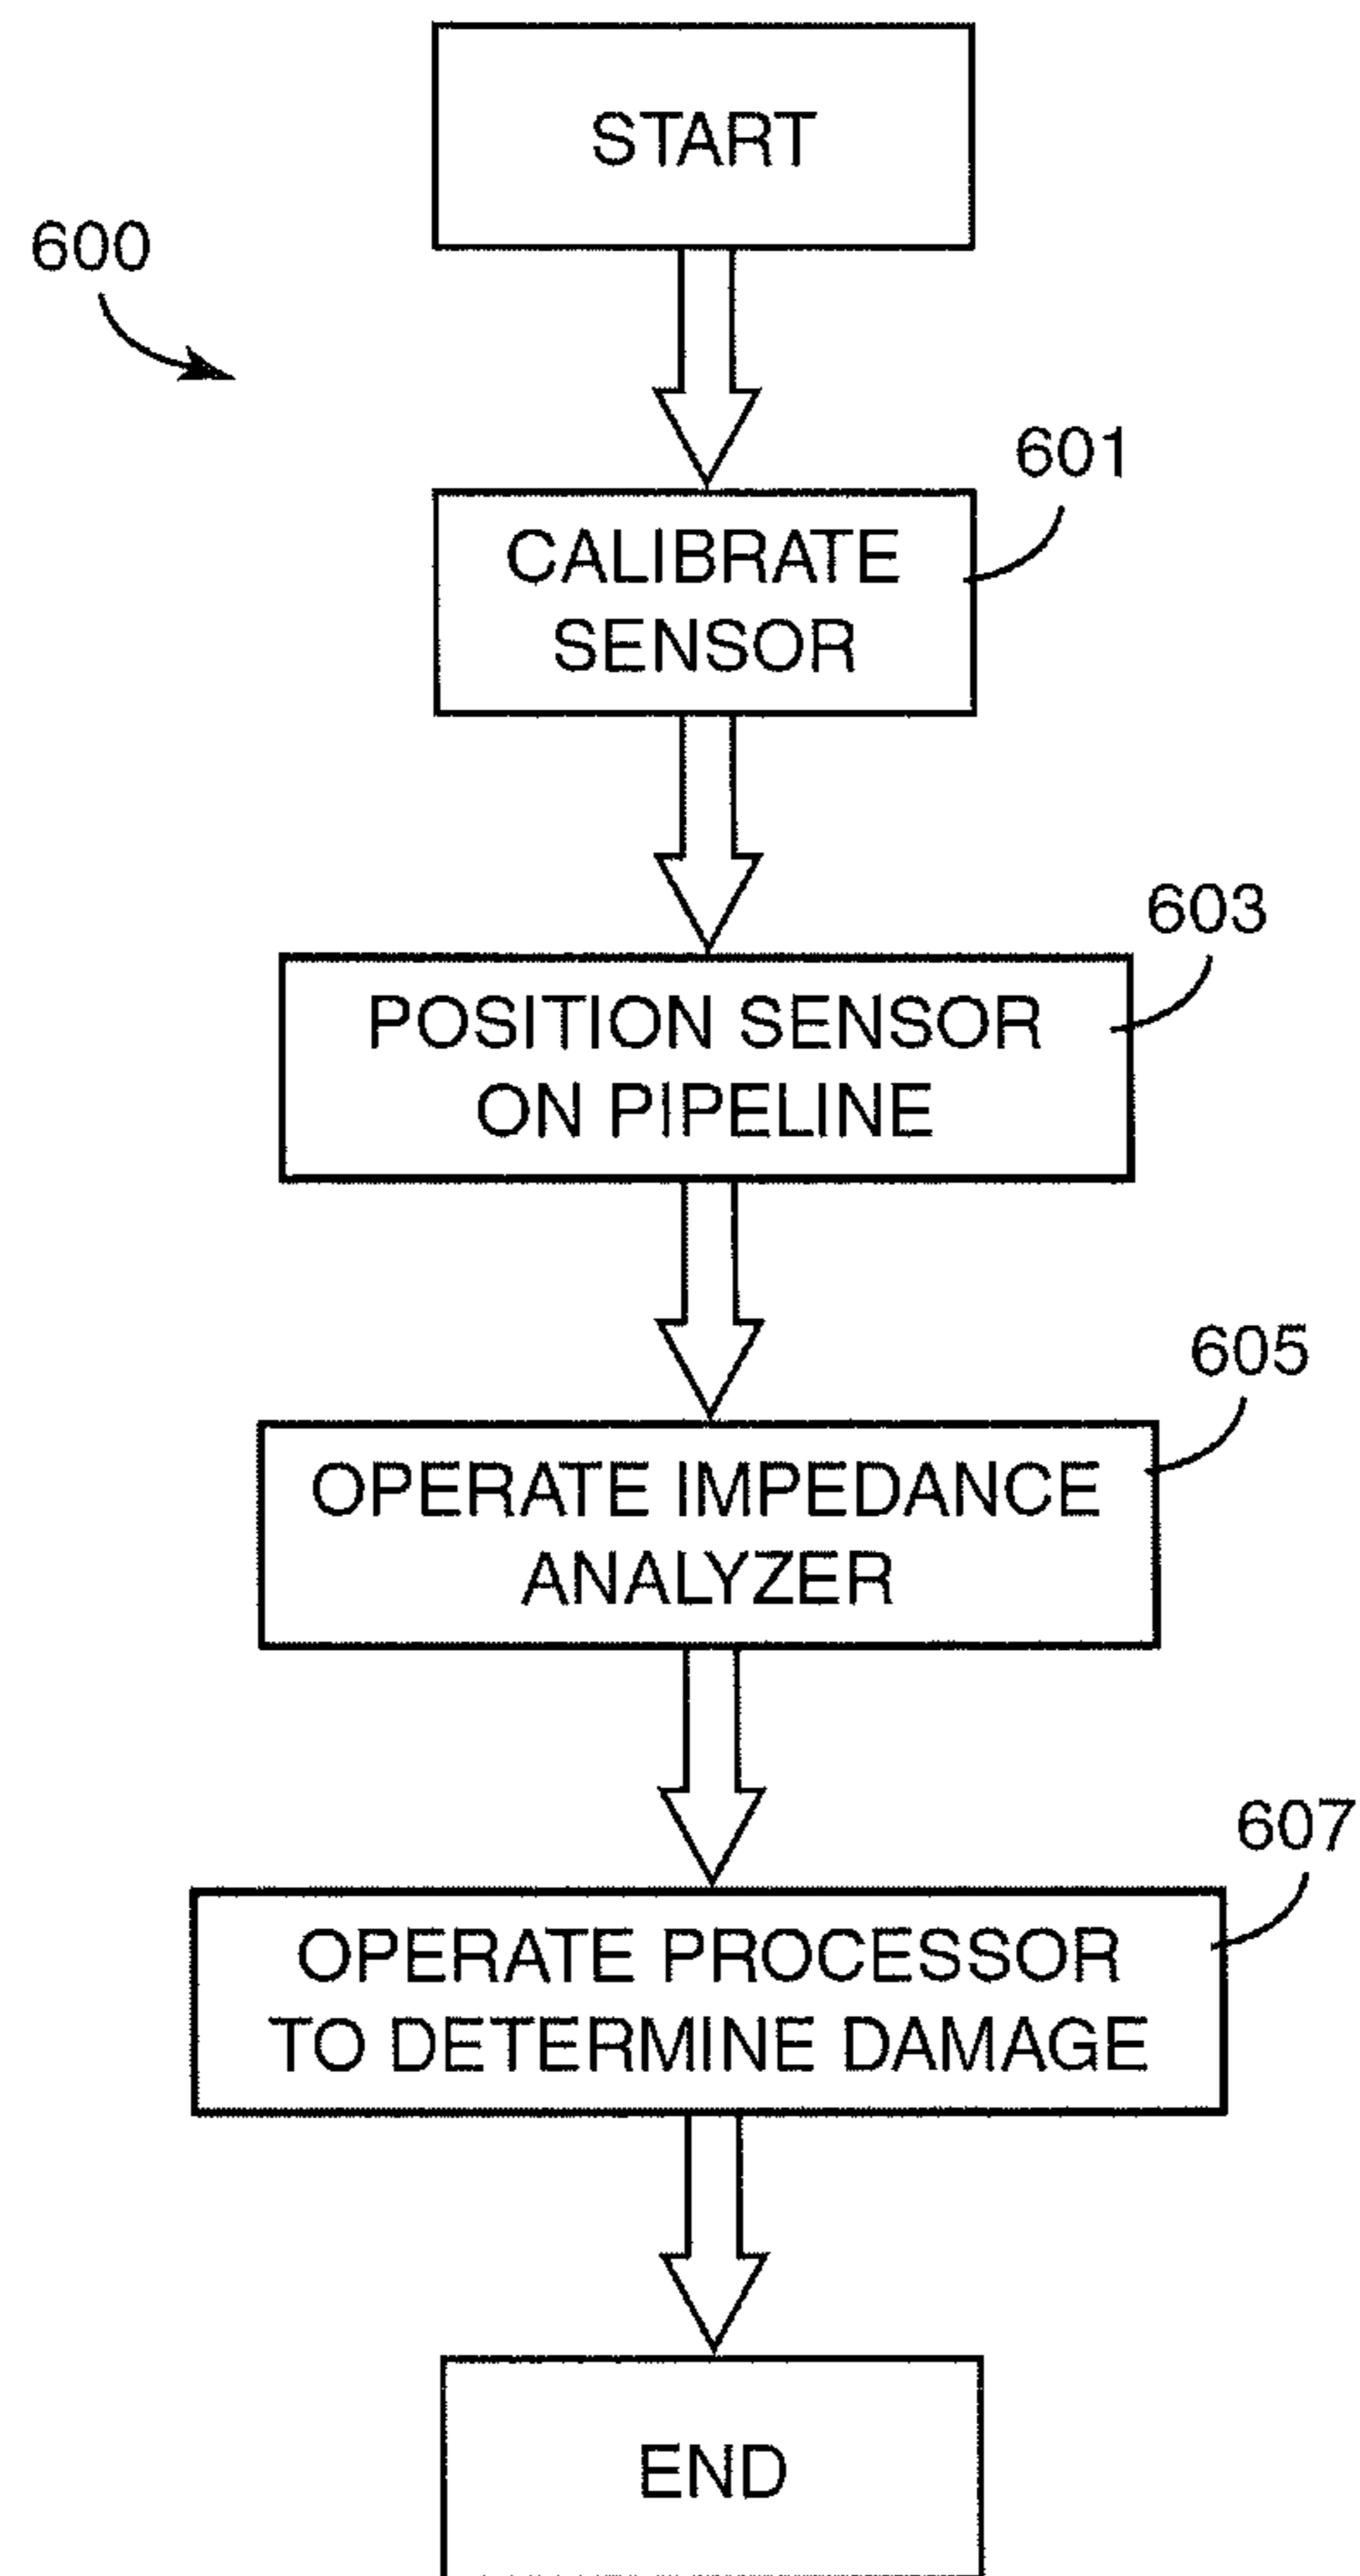 START
600
601
CALIBRATE
SENSOR
603
POSITION SENSOR
ON PIPELINE
605
OPERATE IMPEDANCE
ANALYZER
607
OPERATE PROCESSOR
TO DETERMINE DAMAGE
END